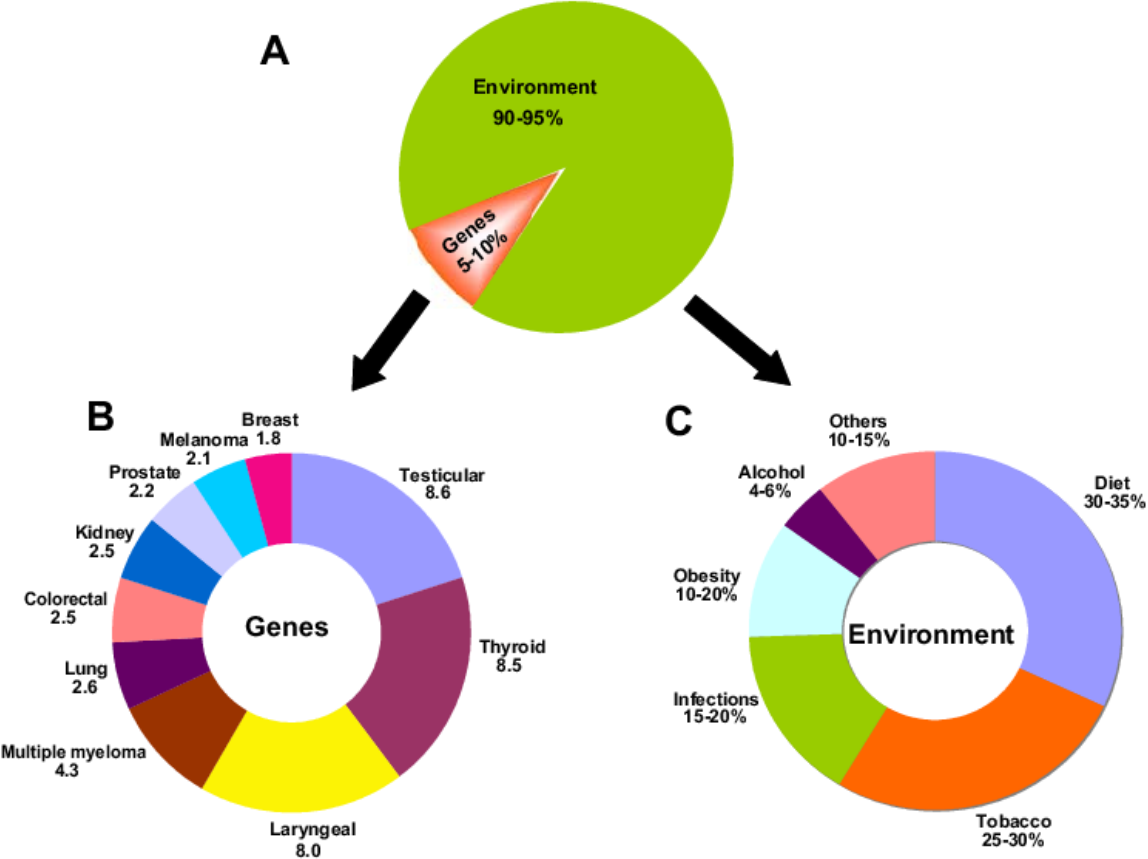 A
Environment
90-95%
Genes
5-10%
B
Breast
1.8
Melanoma
2.1
Prostate
2.2
Kidney
2.5
Colorectal
2.5
Lung
2.6
Multiple myeloma
4.3
Laryngeal
8.0
Thyroid
8.5
Testicular
8.6
Genes
C
Others
10-15%
Alcohol
4-6%
Obesity
10-20%
Infections
15-20%
Tobacco
25-30%
Diet
30-35%
Environment